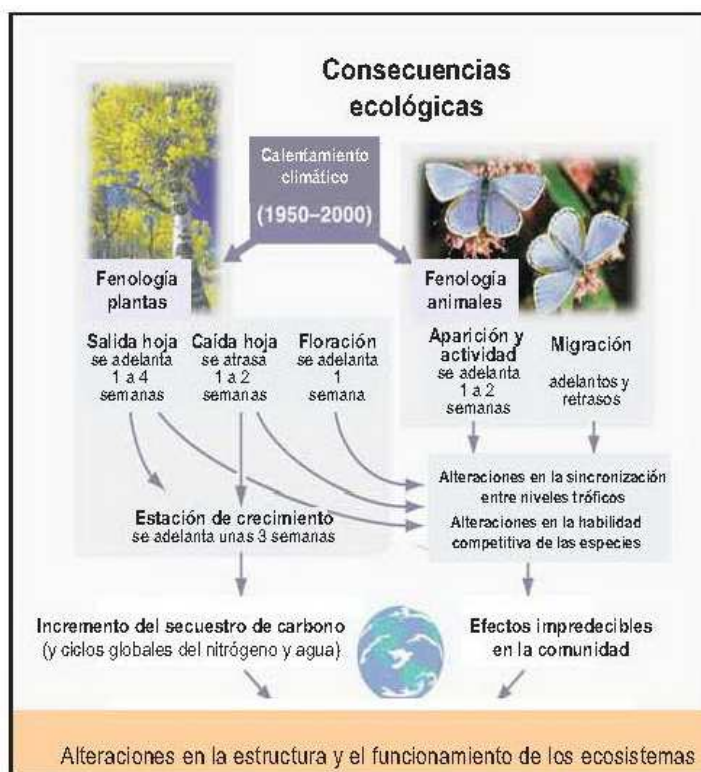 Consecuencias
ecológicas
Calentamiento
climático
(1950–2000)
Fenología
plantas
Fenología
animales
Salida hoja
se adelanta
1 a 4
semanas
Caída hoja
se atrasa
1 a 2
semanas
Floración
se adelanta
1
semana
Aparición y
actividad
se adelanta
1 a 2
semanas
Migración
adelantos y
retrasos
Alteraciones en la sincronización
entre niveles tróficos
Alteraciones en la habilidad
competitiva de las especies
Estación de crecimiento
se adelanta unas 3 semanas
Incremento del secuestro de carbono
(y ciclos globales del nitrógeno y agua)
Efectos impredecibles
en la comunidad
Alteraciones en la estructura y el funcionamiento de los ecosistemas